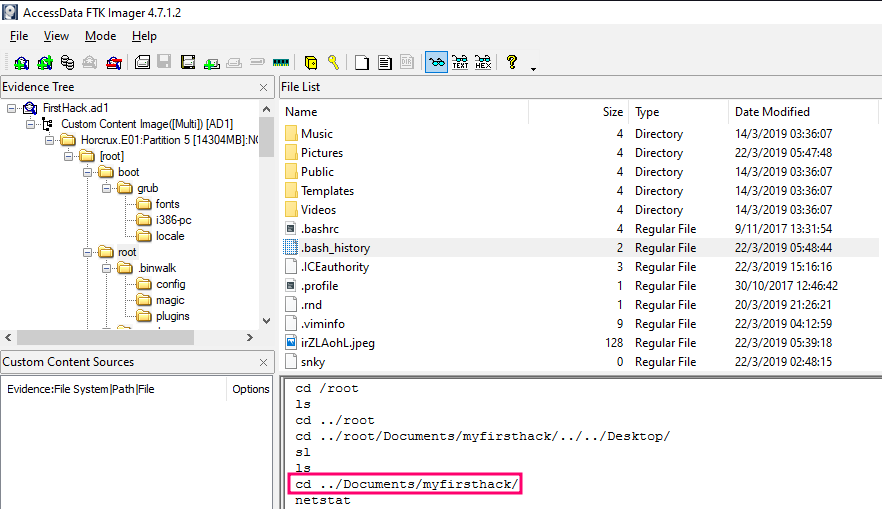 AccessData FTK Imager 4.7.1.2
File View Mode Help
Evidence Tree
FirstHack.ad1
Custom Content Image([Multi]) [AD1]
Horcrux.E01:Partition 5 [14304MB]:NO
[root]
boot
grub
fonts
i386-pc
locale
root
.binwalk
config
magic
plugins
Custom Content Sources
Evidence:File System|Path|File Options
File List
Name Size Type Date Modified
Music 4 Directory 14/3/2019 03:36:07
Pictures 4 Directory 22/3/2019 05:47:48
Public 4 Directory 14/3/2019 03:36:07
Templates 4 Directory 14/3/2019 03:36:07
Videos 4 Directory 14/3/2019 03:36:07
.bashrc 4 Regular File 9/11/2017 13:31:54
.bash_history 2 Regular File 22/3/2019 05:48:44
.ICEauthority 3 Regular File 22/3/2019 15:16:16
.profile 1 Regular File 30/10/2017 12:46:42
.rnd 1 Regular File 20/3/2019 21:26:21
.viminfo 9 Regular File 22/3/2019 04:12:59
irZLAohL.jpeg 128 Regular File 22/3/2019 05:39:18
snky 0 Regular File 22/3/2019 02:48:15
cd /root
ls
cd ../root
cd ../root/Documents/myfirsthack/../../Desktop/
sl
ls
cd ../Documents/myfirsthack/
netstat